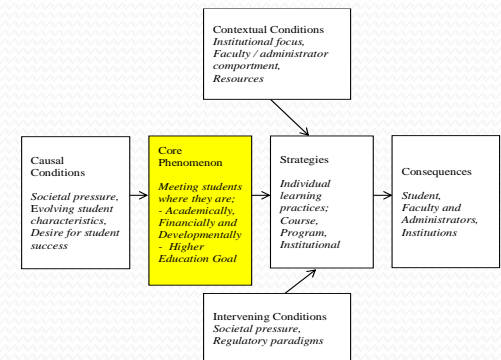 Contextual Conditions
Institutional focus,
Faculty / administrator
comportment,
Resources
Causal
Conditions
Societal pressure,
Evolving student
characteristics,
Desire for student
success
Core
Phenomenon
Meeting students
where they are;
- Academically,
Financially and
Developmentally
- Higher
Education Goal
Strategies
Individual
learning
practices;
Course,
Program,
Institutional
Consequences
Student,
Faculty and
Administrators,
Institutions
Intervening Conditions
Societal pressure,
Regulatory paradigms